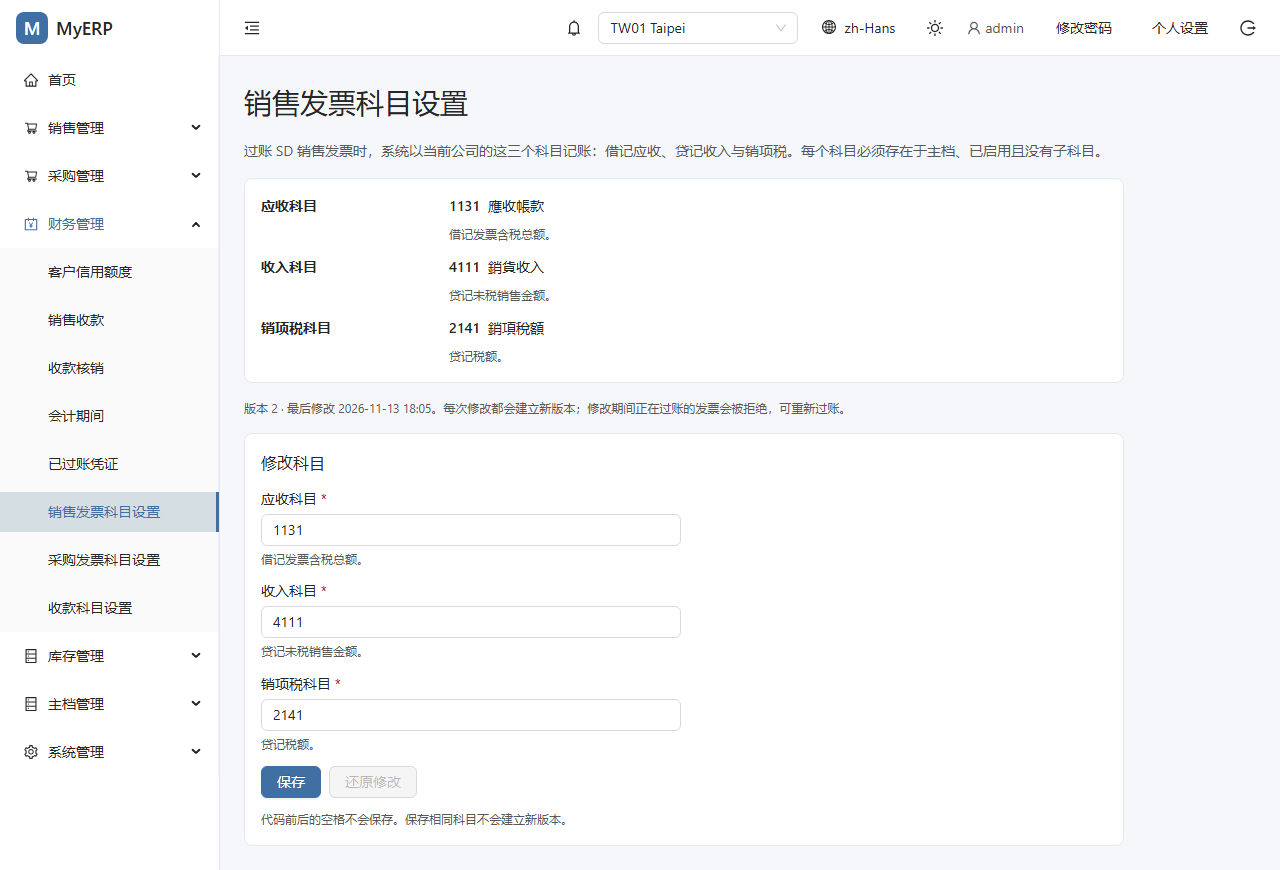 M MyERP
TW01 Taipei
zh-Hans
admin
修改密码
个人设置
首页
销售管理
采购管理
财务管理
客户信用额度
销售收款
收款核销
会计期间
已过账凭证
销售发票科目设置
采购发票科目设置
收款科目设置
库存管理
主档管理
系统管理
销售发票科目设置
过账 SD 销售发票时，系统以当前公司的这三个科目记账：借记应收、贷记收入与销项税。每个科目必须存在于主档、已启用且没有子科目。
应收科目 1131 應收帳款
借记发票含税总额。
收入科目 4111 銷貨收入
贷记未税销售金额。
销项税科目 2141 銷項稅額
贷记税额。
版本 2 · 最后修改 2026-11-13 18:05。每次修改都会建立新版本；修改期间正在过账的发票会被拒绝，可重新过账。
修改科目
应收科目 *
1131
借记发票含税总额。
收入科目 *
4111
贷记未税销售金额。
销项税科目 *
2141
贷记税额。
保存 还原修改
代码前后的空格不会保存。保存相同科目不会建立新版本。